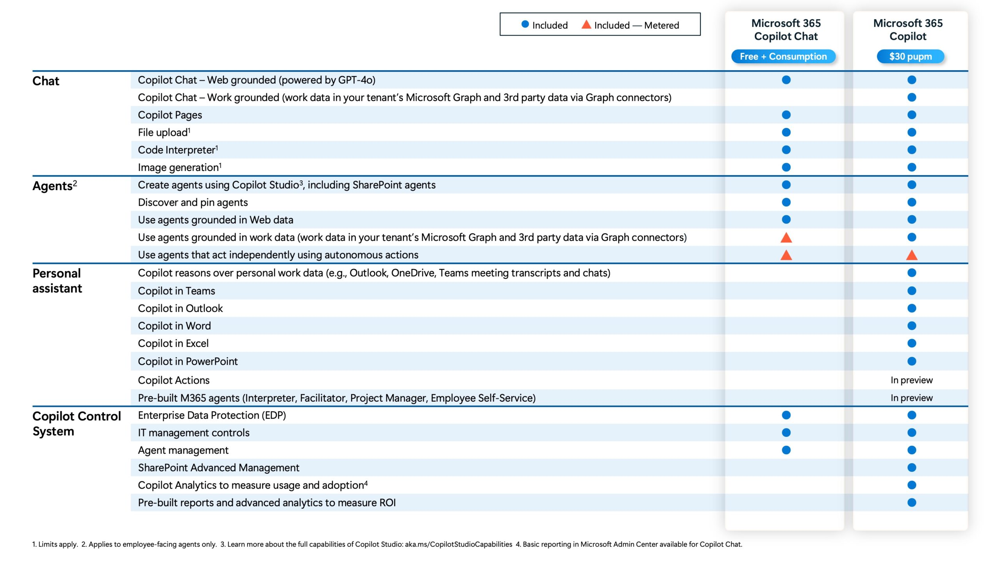 Included Included — Metered
Microsoft 365
Copilot Chat
Free + Consumption
Microsoft 365
Copilot
$30 pupm
Chat
Copilot Chat – Web grounded (powered by GPT-4o)
Copilot Chat – Work grounded (work data in your tenant’s Microsoft Graph and 3rd party data via Graph connectors)
Copilot Pages
File upload¹
Code Interpreter¹
Image generation¹
Agents²
Create agents using Copilot Studio³, including SharePoint agents
Discover and pin agents
Use agents grounded in Web data
Use agents grounded in work data (work data in your tenant’s Microsoft Graph and 3rd party data via Graph connectors)
Use agents that act independently using autonomous actions
Personal
assistant
Copilot reasons over personal work data (e.g., Outlook, OneDrive, Teams meeting transcripts and chats)
Copilot in Teams
Copilot in Outlook
Copilot in Word
Copilot in Excel
Copilot in PowerPoint
Copilot Actions In preview
Pre-built M365 agents (Interpreter, Facilitator, Project Manager, Employee Self-Service) In preview
Copilot Control
System
Enterprise Data Protection (EDP)
IT management controls
Agent management
SharePoint Advanced Management
Copilot Analytics to measure usage and adoption⁴
Pre-built reports and advanced analytics to measure ROI
1. Limits apply. 2. Applies to employee-facing agents only. 3. Learn more about the full capabilities of Copilot Studio: aka.ms/CopilotStudioCapabilities 4. Basic reporting in Microsoft Admin Center available for Copilot Chat.